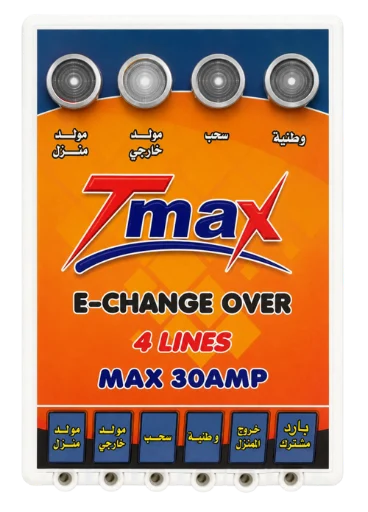 وطنية
سحب
مولد
خارجي
مولد
منزل
Tmax
E-CHANGE OVER
4 LINES
MAX 30AMP
بارد
مشترك
خروج
المنزل
وطنية
سحب
مولد
خارجي
مولد
منزل